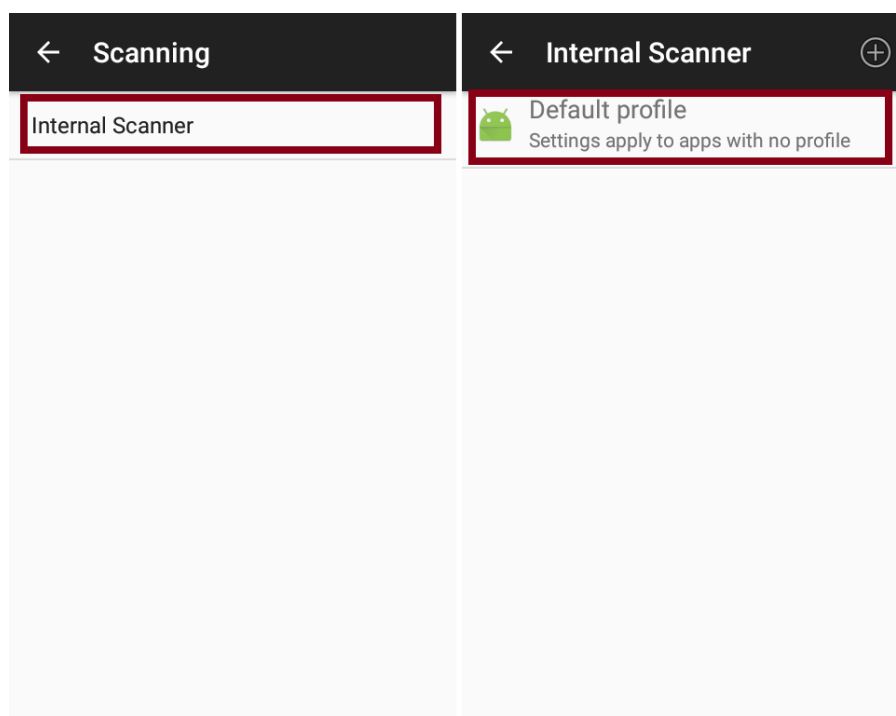 Scanning
Internal Scanner
Internal Scanner
Default profile
Settings apply to apps with no profile